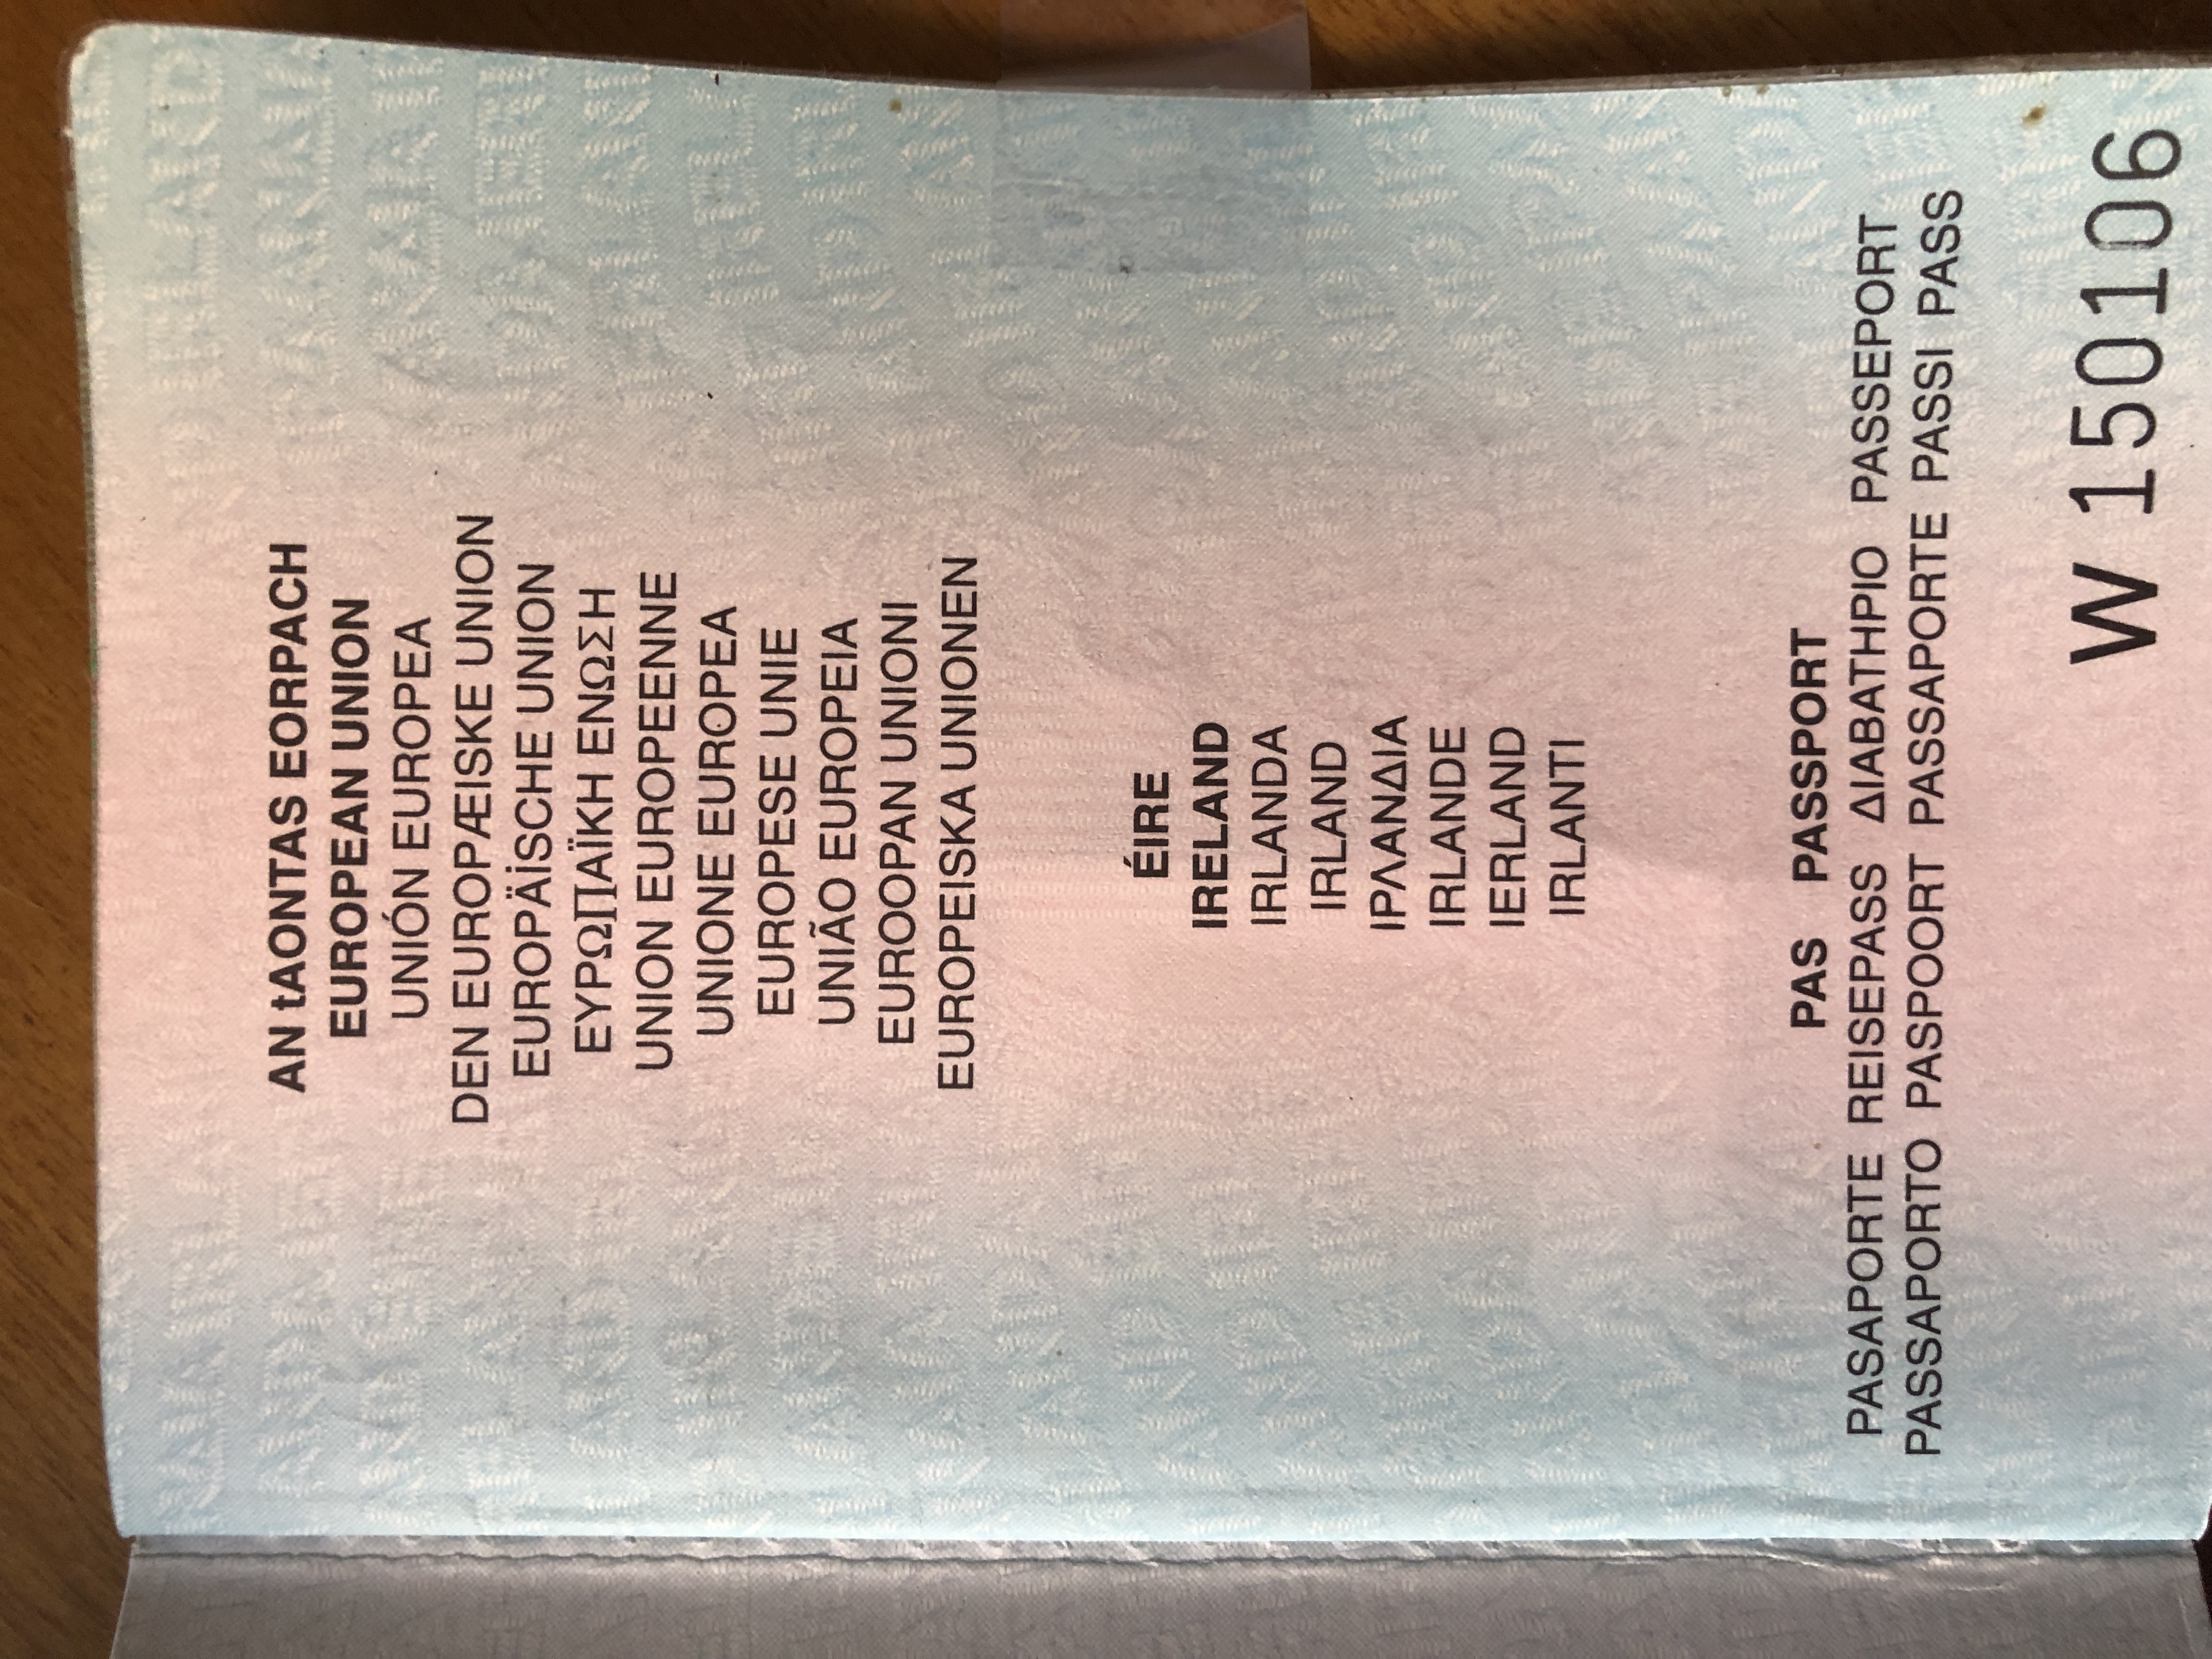 AN tAONTAS EORPACH
EUROPEAN UNION
UNIÓN EUROPEA
DEN EUROPÆISKE UNION
EUROPÄİSCHE UNION
ΕΥΡΩΠΑΪΚΗ ΕΝΩΣΗ
UNION EUROPEENNE
UNIONE EUROPEA
EUROPESE UNIE
UNIÃO EUROPEIA
EUROOPAN UNIONI
EUROPEISKA UNIONEN
ÉIRE
IRELAND
IRLANDA
IRLAND
ΙΡΛΑΝΔΙΑ
IRLANDE
IERLAND
IRLANTI
PAS PASSPORT
PASAPORTE REISEPASS ΔΙΑΒΑΤΗΡΙΟ PASSEPORT
PASSAPORTO PASPOORT PASSAPORTE PASSI PASS
W 150106